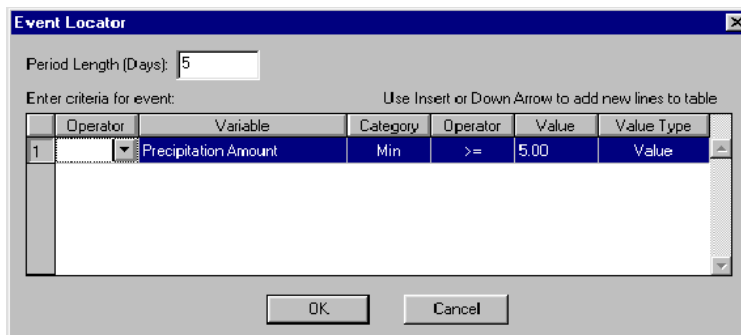 Event Locator
Period Length (Days): 5
Enter criteria for event: Use Insert or Down Arrow to add new lines to table
Operator Variable Category Operator Value Value Type
1 Precipitation Amount Min >= 5.00 Value
OK Cancel